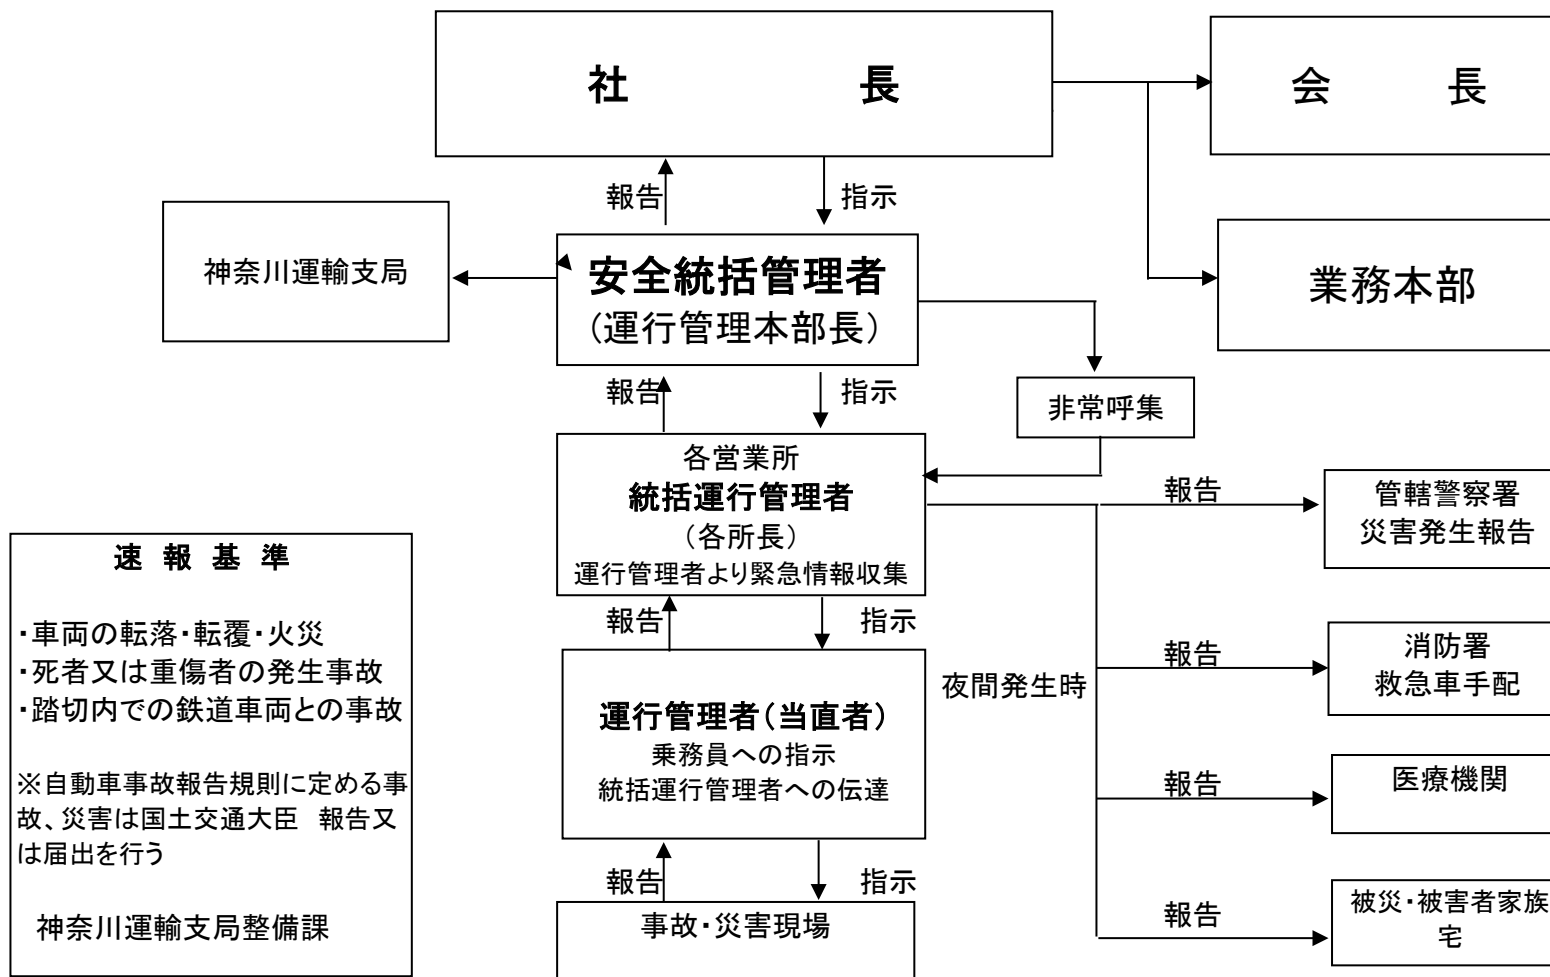 社　　　長
会　　長
報告
指示
神奈川運輸支局
安全統括管理者
（運行管理本部長）
業務本部
報告
指示
非常呼集
各営業所
統括運行管理者
（各所長）
運行管理者より緊急情報収集
報告
管轄警察署
災害発生報告
速 報 基 準
・車両の転落・転覆・火災
・死者又は重傷者の発生事故
・踏切内での鉄道車両との事故
※自動車事故報告規則に定める事
故、災害は国土交通大臣　報告又
は届出を行う
神奈川運輸支局整備課
報告
指示
報告
消防署
救急車手配
夜間発生時
運行管理者（当直者）
乗務員への指示
統括運行管理者への伝達
報告
医療機関
報告
指示
事故・災害現場
報告
被災・被害者家族
宅